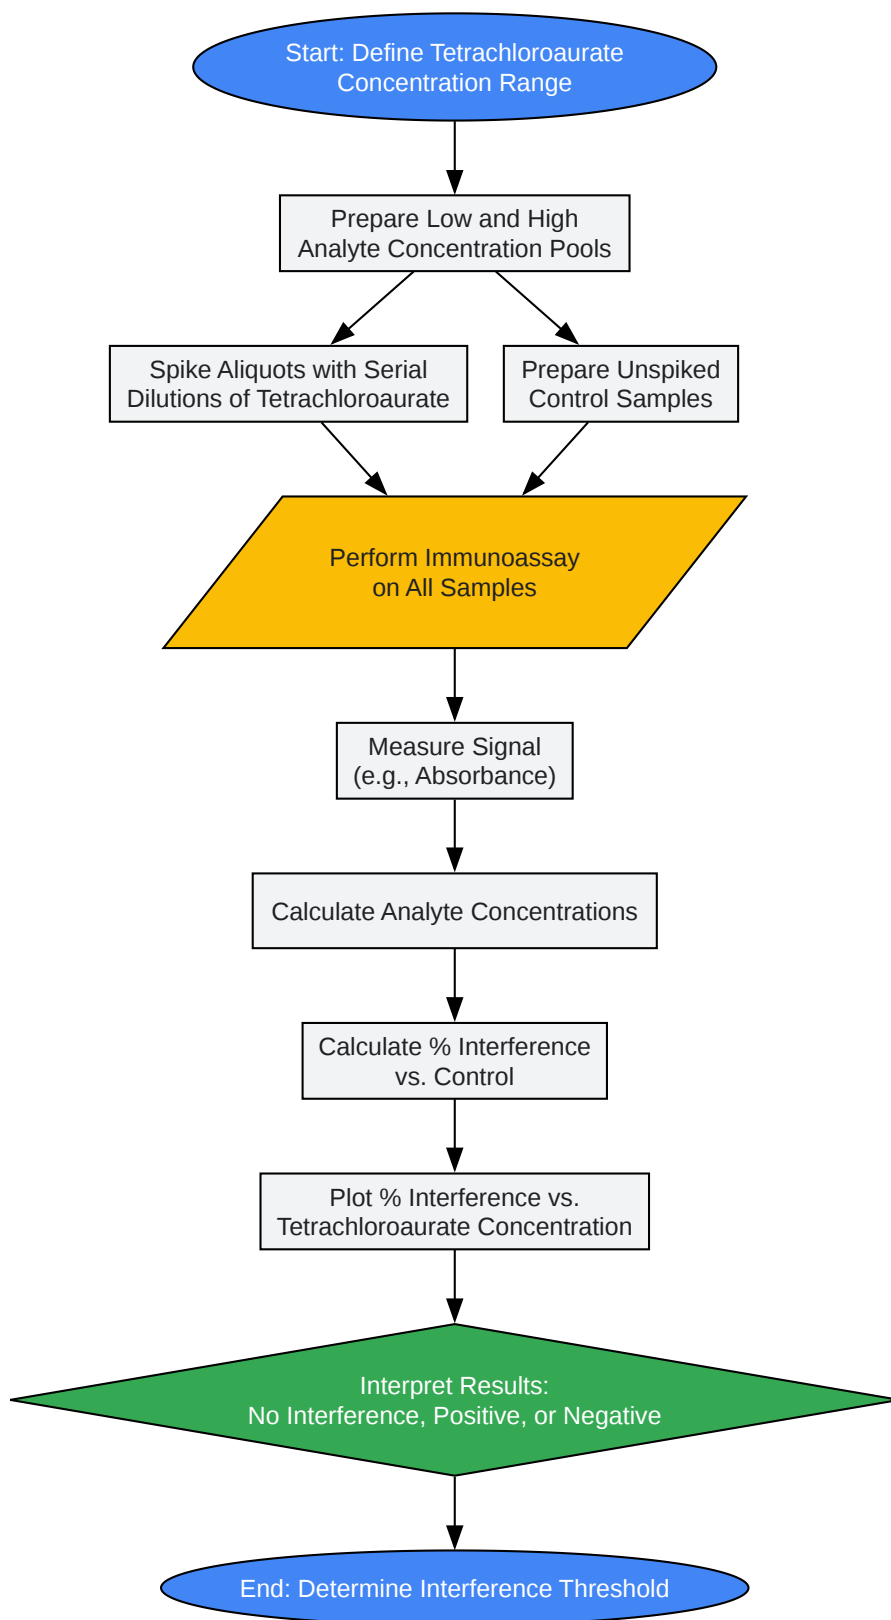 Start: Define Tetrachloroaurate
Concentration Range
Prepare Low and High
Analyte Concentration Pools
Spike Aliquots with Serial
Dilutions of Tetrachloroaurate
Prepare Unspiked
Control Samples
Perform Immunoassay
on All Samples
Measure Signal
(e.g., Absorbance)
Calculate Analyte Concentrations
Calculate % Interference
vs. Control
Plot % Interference vs.
Tetrachloroaurate Concentration
Interpret Results:
No Interference, Positive, or Negative
End: Determine Interference Threshold